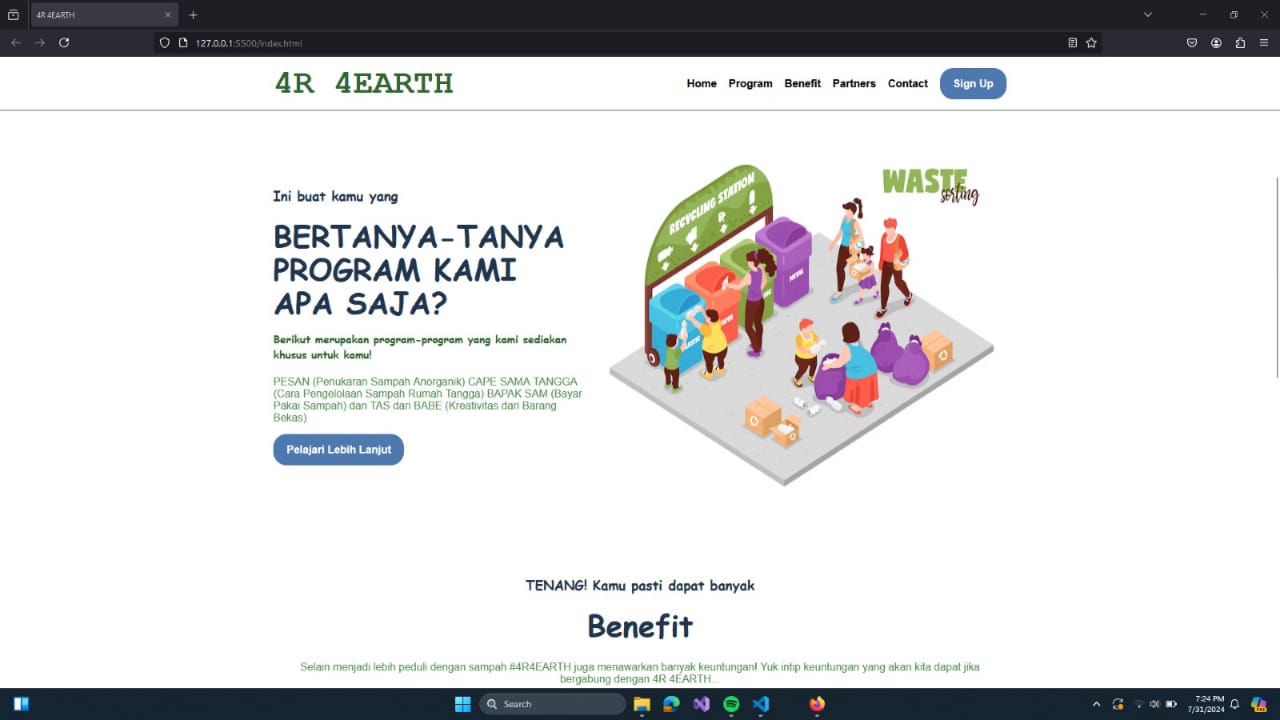 4R 4EARTH
127.0.0.1:5500/index.html
4R 4EARTH
Home Program Benefit Partners Contact Sign Up
Ini buat kamu yang
BERTANYA-TANYA
PROGRAM KAMI
APA SAJA?
Berikut merupakan program-program yang kami sediakan
khusus untuk kamu!
PESAN (Penukaran Sampah Anorganik) CAPE SAMA TANGGA
(Cara Pengelolaan Sampah Rumah Tangga) BAPAK SAM (Bayar
Pakai Sampah) dan TAS dari BABE (Kreativitas dari Barang
Bekas)
Pelajari Lebih Lanjut
WASTE
sorting
RECYCLING STATION
METAL
TENANG! Kamu pasti dapat banyak
Benefit
Selain menjadi lebih peduli dengan sampah #4R4EARTH juga menawarkan banyak keuntungan! Yuk intip keuntungan yang akan kita dapat jika
bergabung dengan 4R 4EARTH...
Search
7:24 PM
7/31/2024